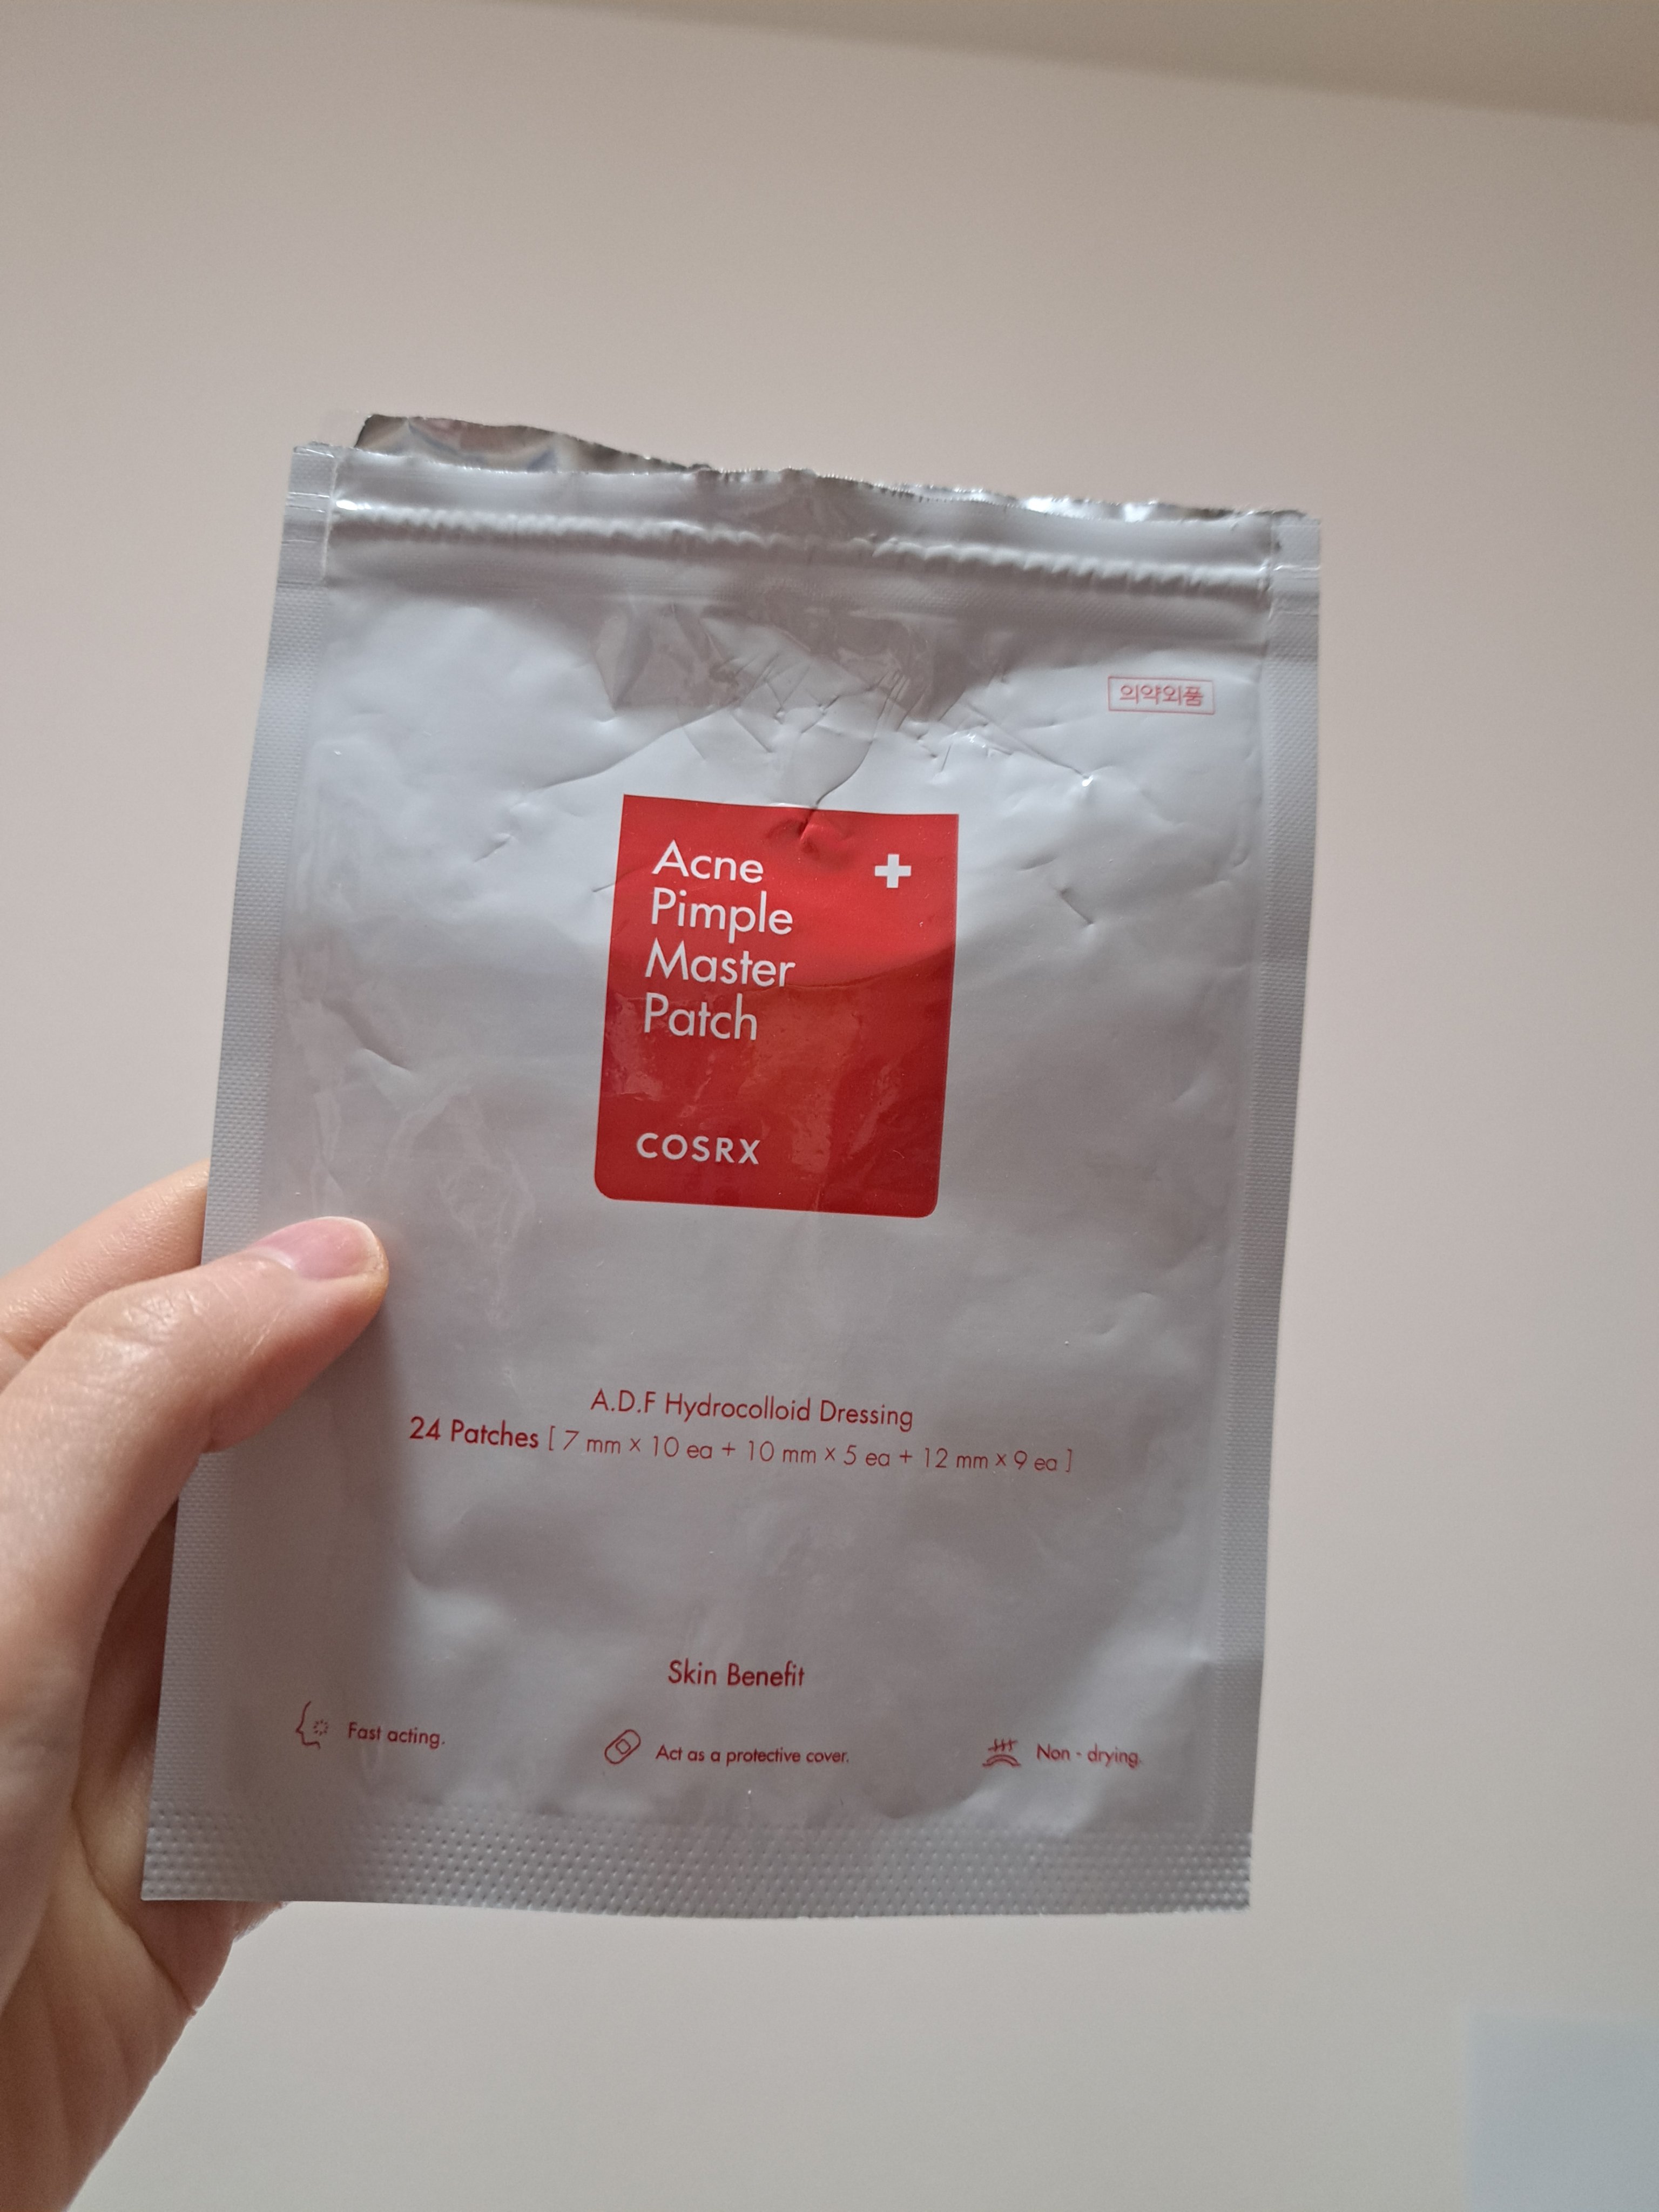 의약외품
Acne
Pimple
Master
Patch
COSRX
A.D.F Hydrocolloid Dressing
24 Patches [ 7 mm × 10 ea + 10 mm × 5 ea + 12 mm × 9 ea ]
Skin Benefit
Fast acting.
Act as a protective cover.
Non - drying.